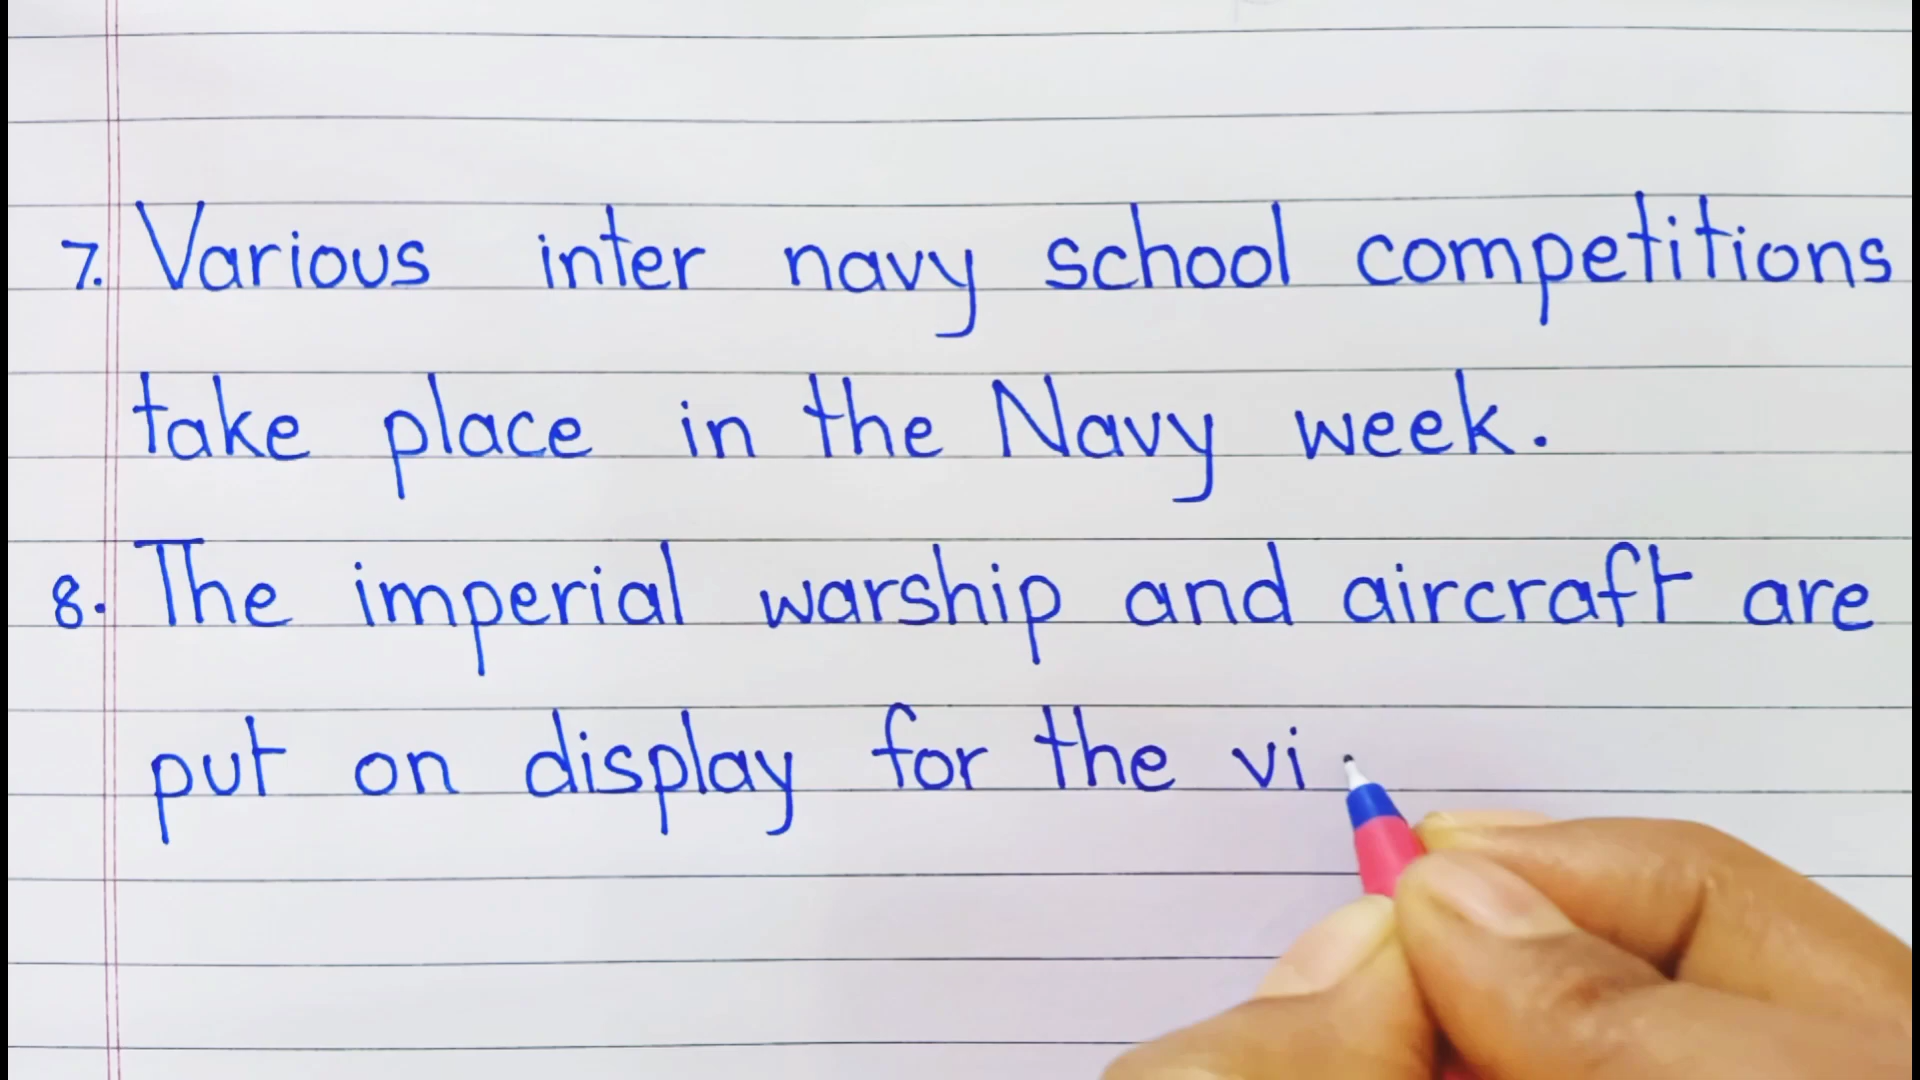 7. Various inter navy school competitions
take place in the Navy week.
8. The imperial warship and aircraft are
put on display for the vi